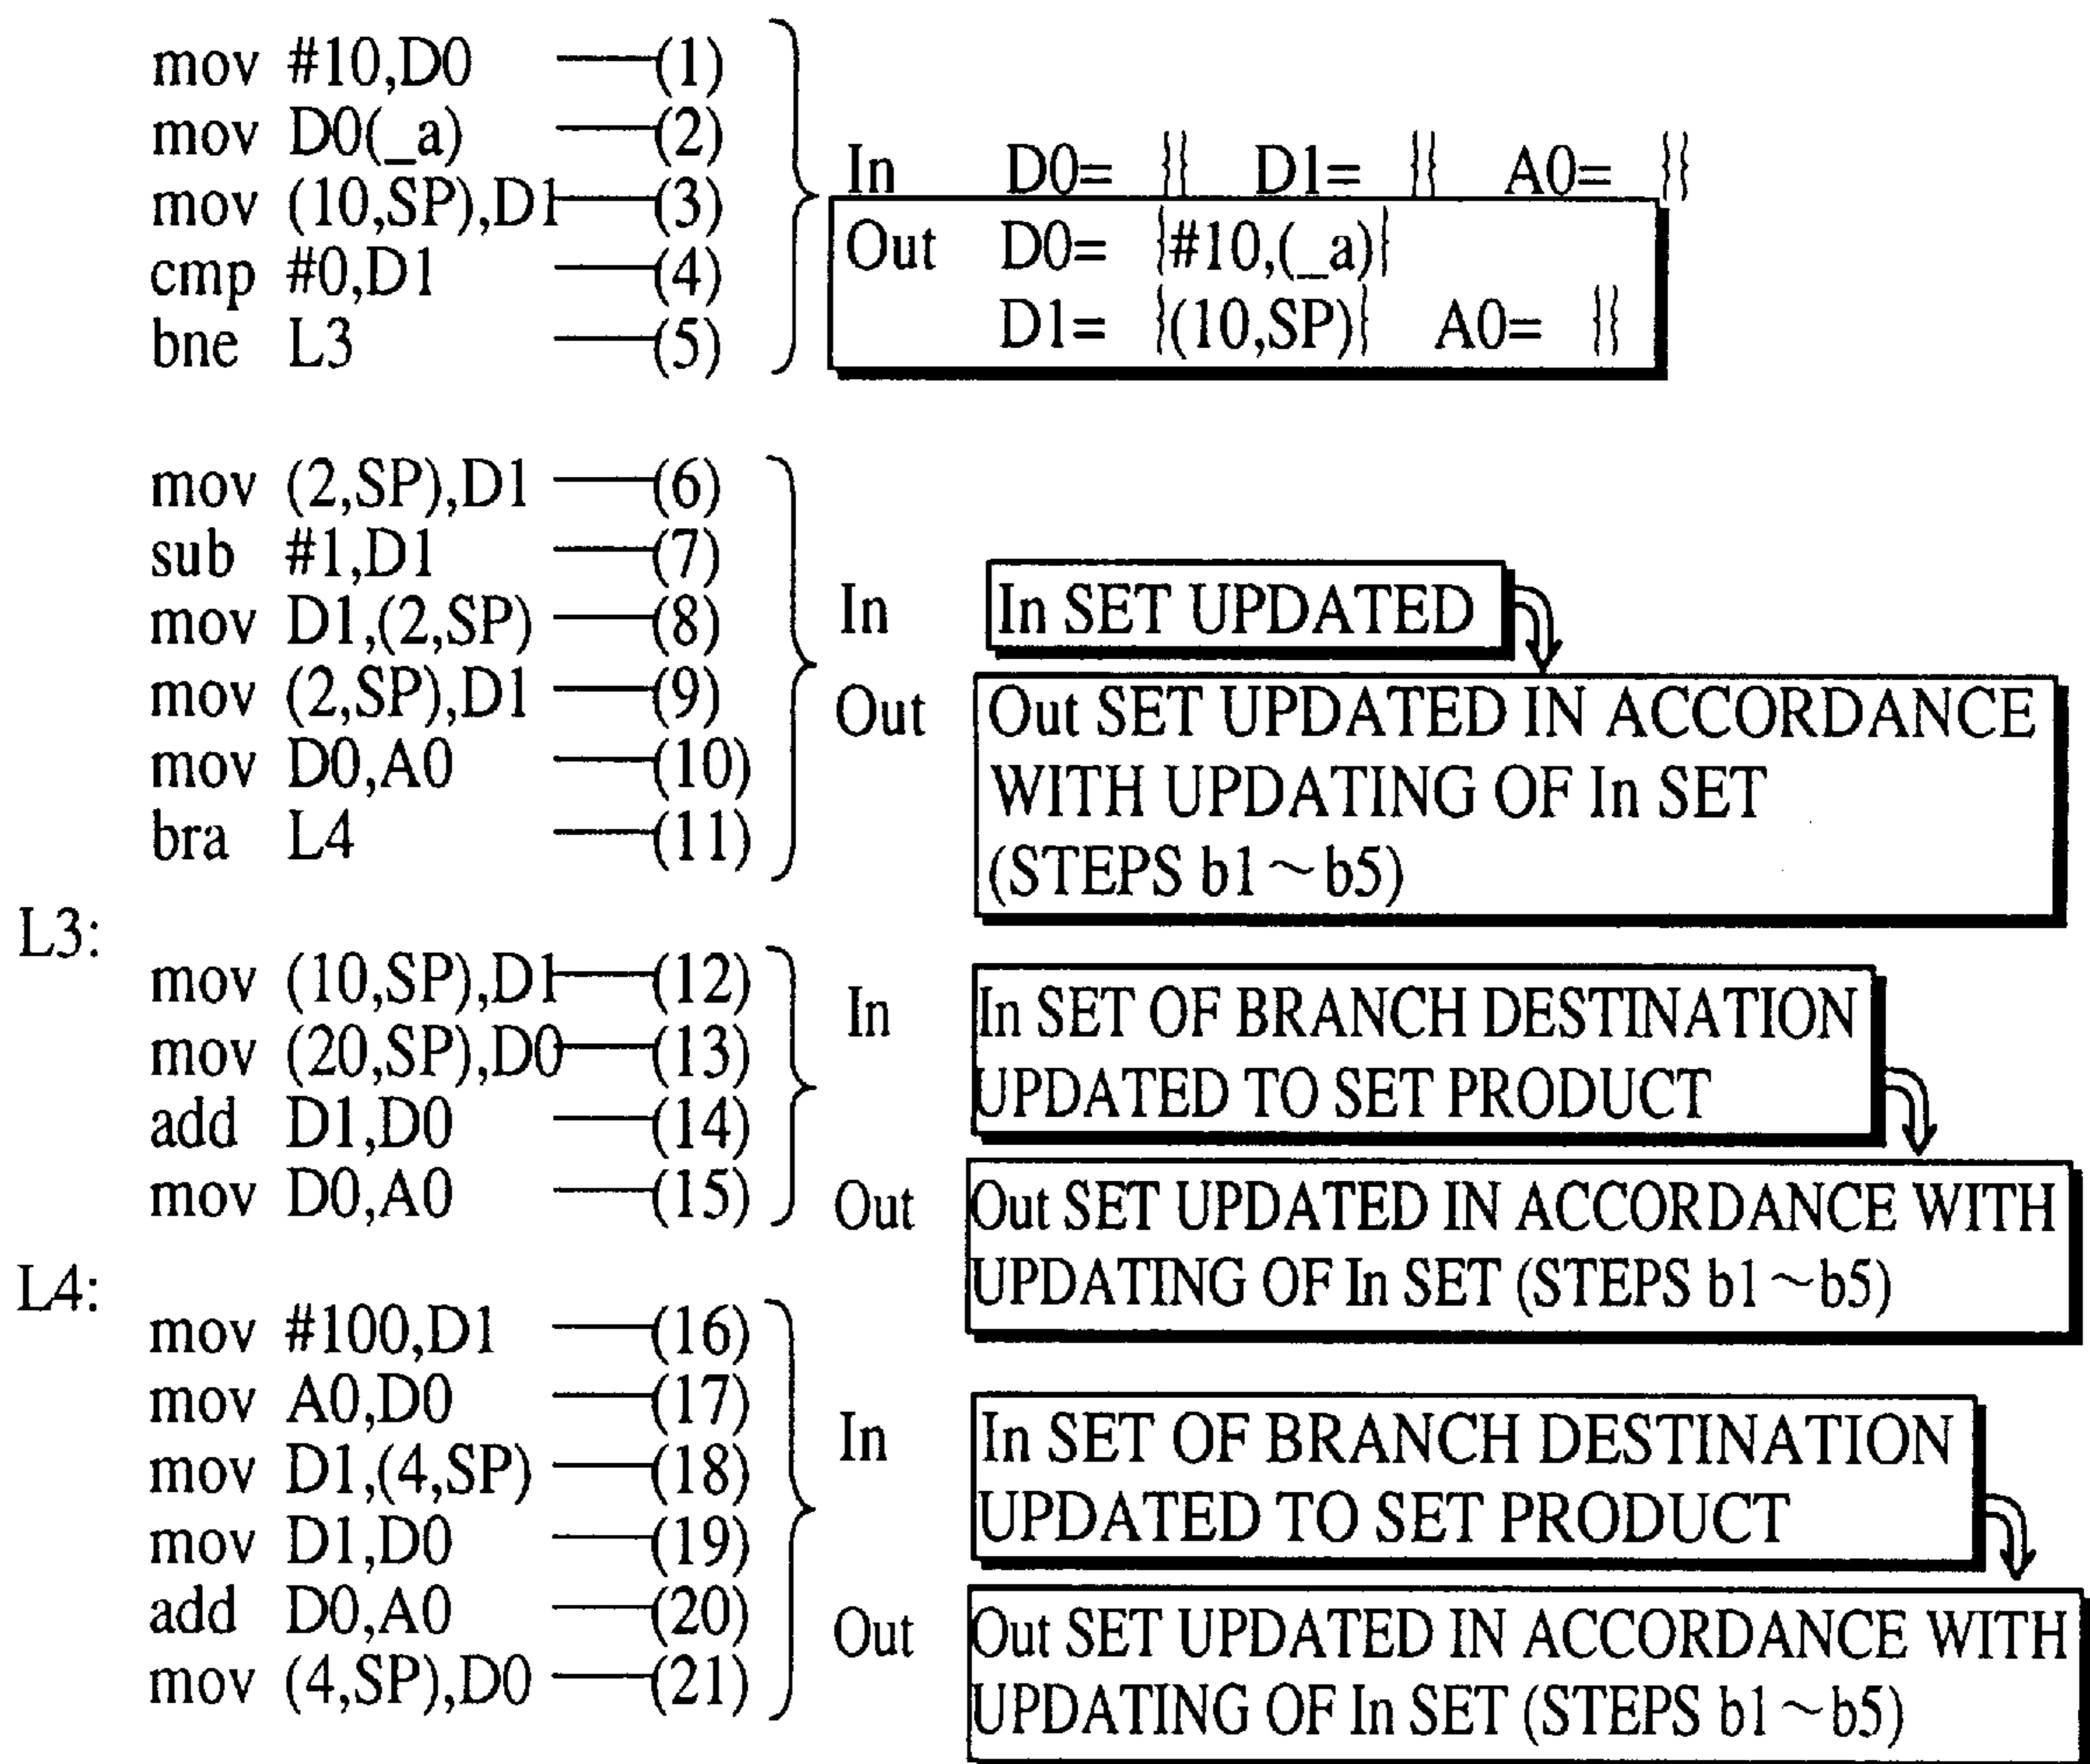 mov #10,D0 (1)
mov D0(_a) (2)
mov (10,SP),D1 (3)
cmp #0,D1 (4)
bne L3 (5)
In D0= {} D1= {} A0= {}
Out D0= {#10,(_a)}
D1= {(10,SP)} A0= {}
mov (2,SP),D1 (6)
sub #1,D1 (7)
mov D1,(2,SP) (8)
mov (2,SP),D1 (9)
mov D0,A0 (10)
bra L4 (11)
In In SET UPDATED
Out Out SET UPDATED IN ACCORDANCE
WITH UPDATING OF In SET
(STEPS b1~b5)
L3:
mov (10,SP),D1 (12)
mov (20,SP),D0 (13)
add D1,D0 (14)
mov D0,A0 (15)
In In SET OF BRANCH DESTINATION
UPDATED TO SET PRODUCT
Out Out SET UPDATED IN ACCORDANCE WITH
UPDATING OF In SET (STEPS b1~b5)
L4:
mov #100,D1 (16)
mov A0,D0 (17)
mov D1,(4,SP) (18)
mov D1,D0 (19)
add D0,A0 (20)
mov (4,SP),D0 (21)
In In SET OF BRANCH DESTINATION
UPDATED TO SET PRODUCT
Out Out SET UPDATED IN ACCORDANCE WITH
UPDATING OF In SET (STEPS b1~b5)